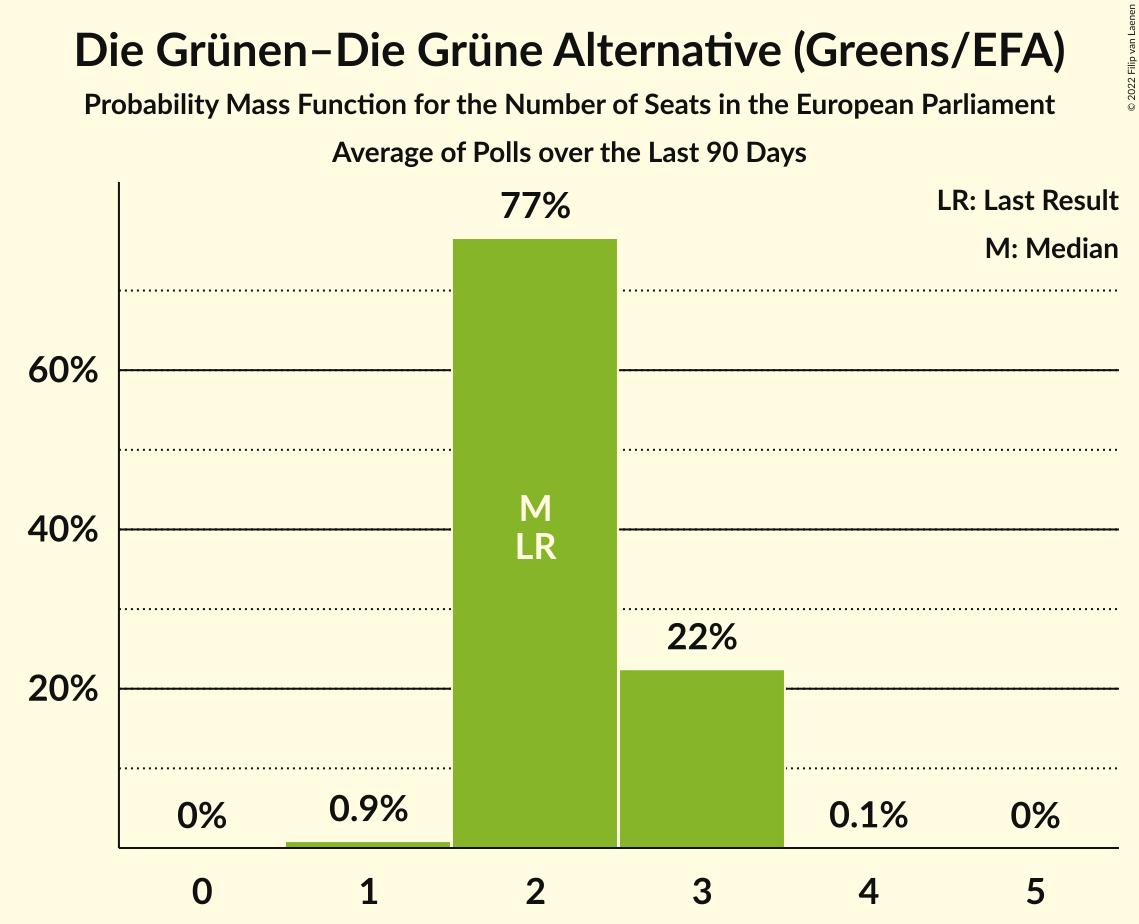 Die Grünen–Die Grüne Alternative (Greens/EFA)
Probability Mass Function for the Number of Seats in the European Parliament
Average of Polls over the Last 90 Days
© 2022 Filip van Laenen
LR: Last Result
M: Median
77%
60%
M
40%
LR
22%
20%
0%
0.9%
0.1%
0%
0
1
2
3
4
5